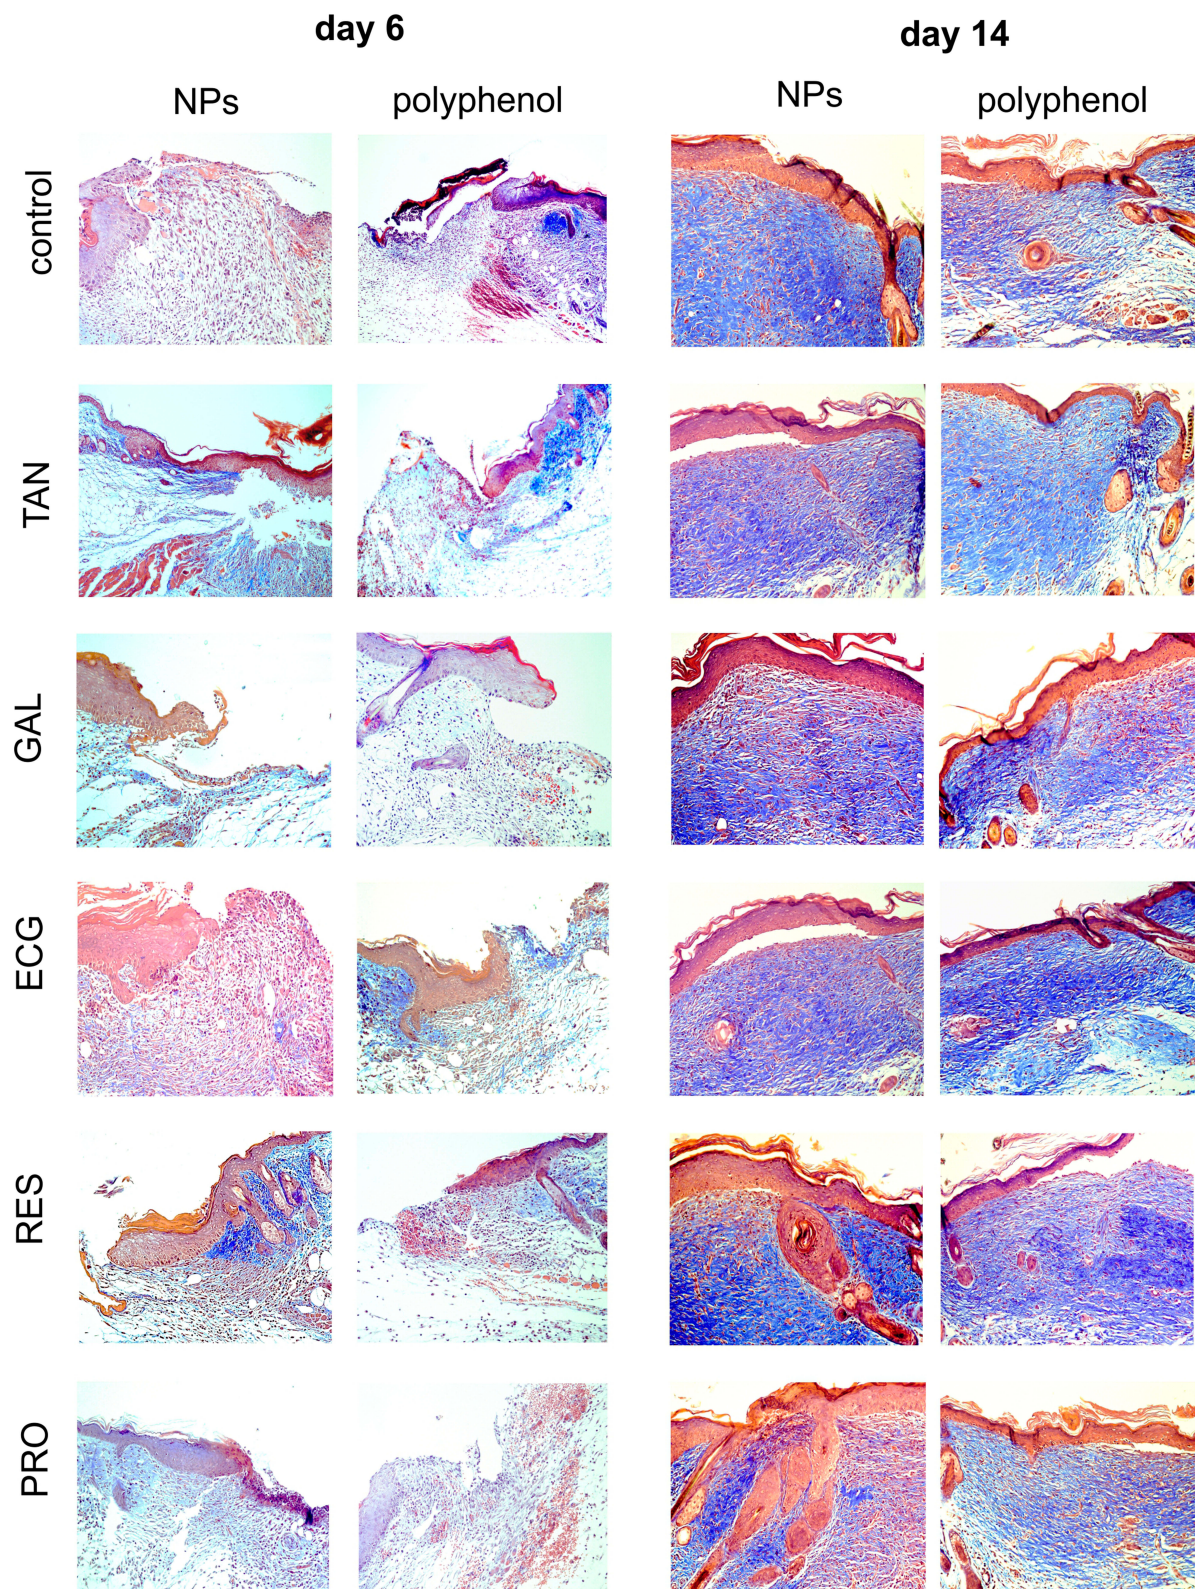 day 6
day 14
NPs
polyphenol
NPs
polyphenol
control
TAN
GAL
ECG
RES
PRO